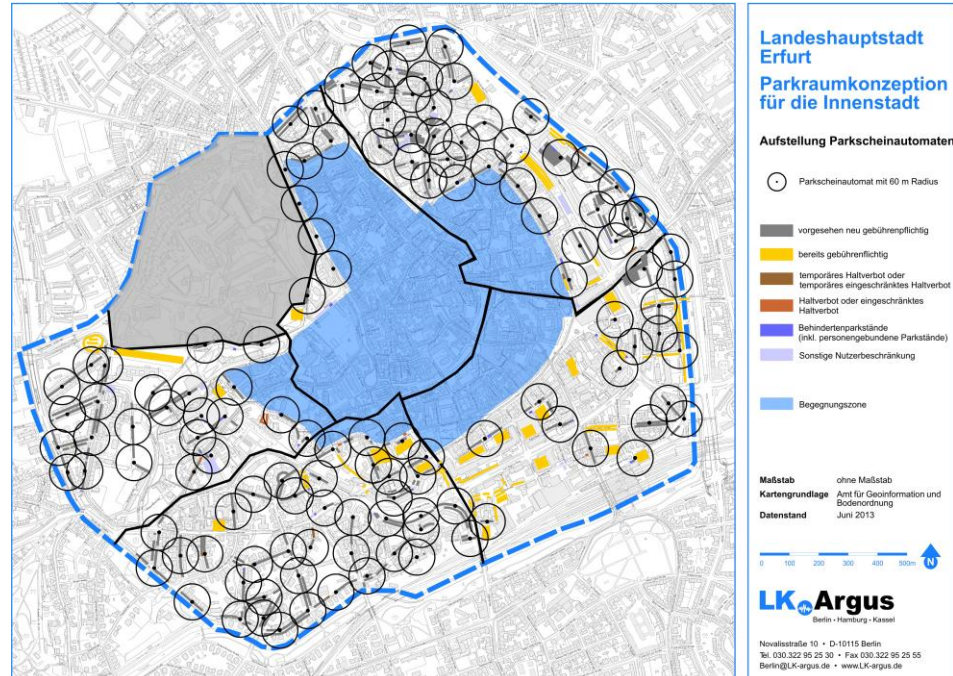 Landeshauptstadt
Erfurt
Parkraumkonzeption
für die Innenstadt
Aufstellung Parkscheinautomaten
Parkscheinautomat mit 60 m Radius
vorgesehen neu gebührenpflichtig
bereits gebührenflichtig
temporäres Haltverbot oder
temporäres eingeschränktes Haltverbot
Haltverbot oder eingeschränktes
Haltverbot
Behindertenparkstände
(inkl. personengebundene Parkstände)
Sonstige Nutzerbeschränkung
Begegnungszone
Maßstab ohne Maßstab
Kartengrundlage Amt für Geoinformation und
Bodenordnung
Datenstand Juni 2013
0 100 200 300 400 500m N
LK Argus
Berlin • Hamburg • Kassel
Novalisstraße 10 • D-10115 Berlin
Tel. 030.322 95 25 30 • Fax 030.322 95 25 55
Berlin@LK-argus.de • www.LK-argus.de